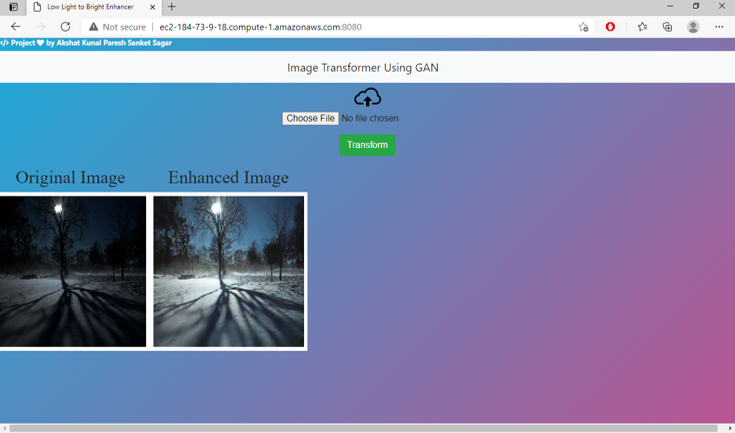 Low Light to Bright Enhancer
Not secure | ec2-184-73-9-18.compute-1.amazonaws.com:8080
</> Project ❤ by Akshat Kunal Paresh Sanket Sagar
Image Transformer Using GAN
Choose File No file chosen
Transform
Original Image Enhanced Image